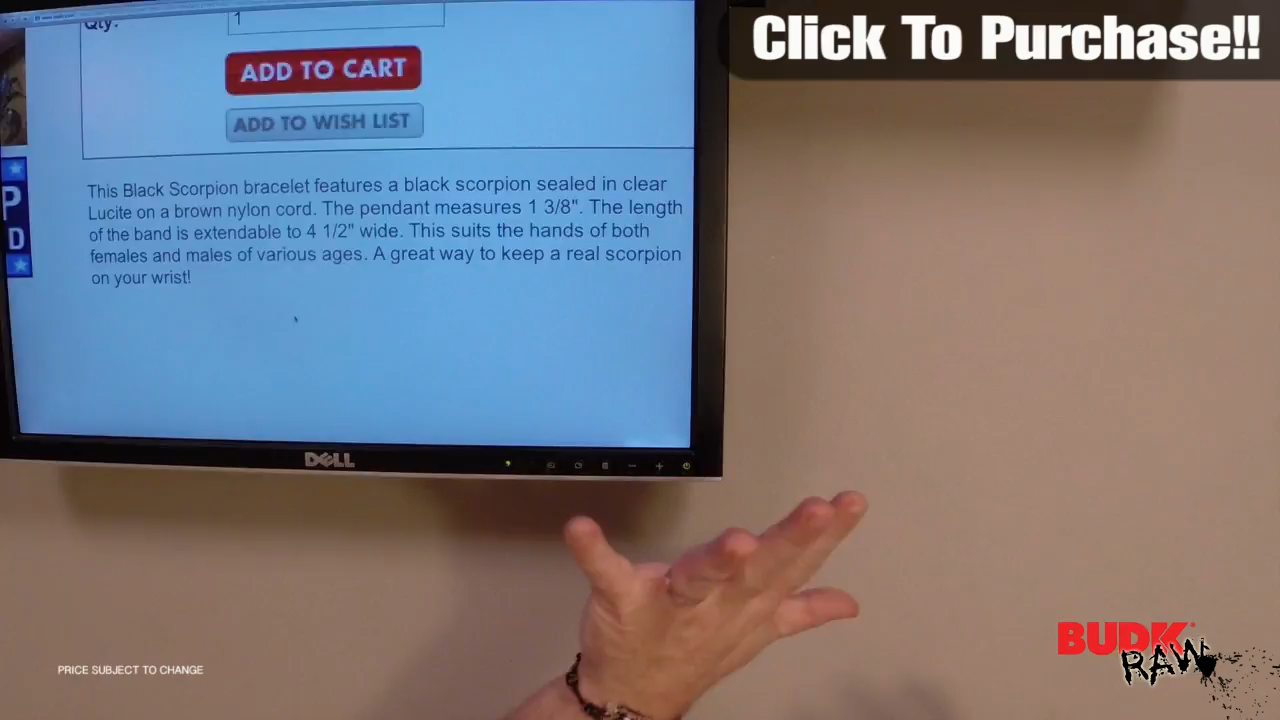 Click To Purchase!!
Qty:
1
ADD TO CART
ADD TO WISH LIST
P
D
This Black Scorpion bracelet features a black scorpion sealed in clear
Lucite on a brown nylon cord. The pendant measures 1 3/8". The length
of the band is extendable to 4 1/2" wide. This suits the hands of both
females and males of various ages. A great way to keep a real scorpion
on your wrist!
DELL
BUDK®
RAW
PRICE SUBJECT TO CHANGE